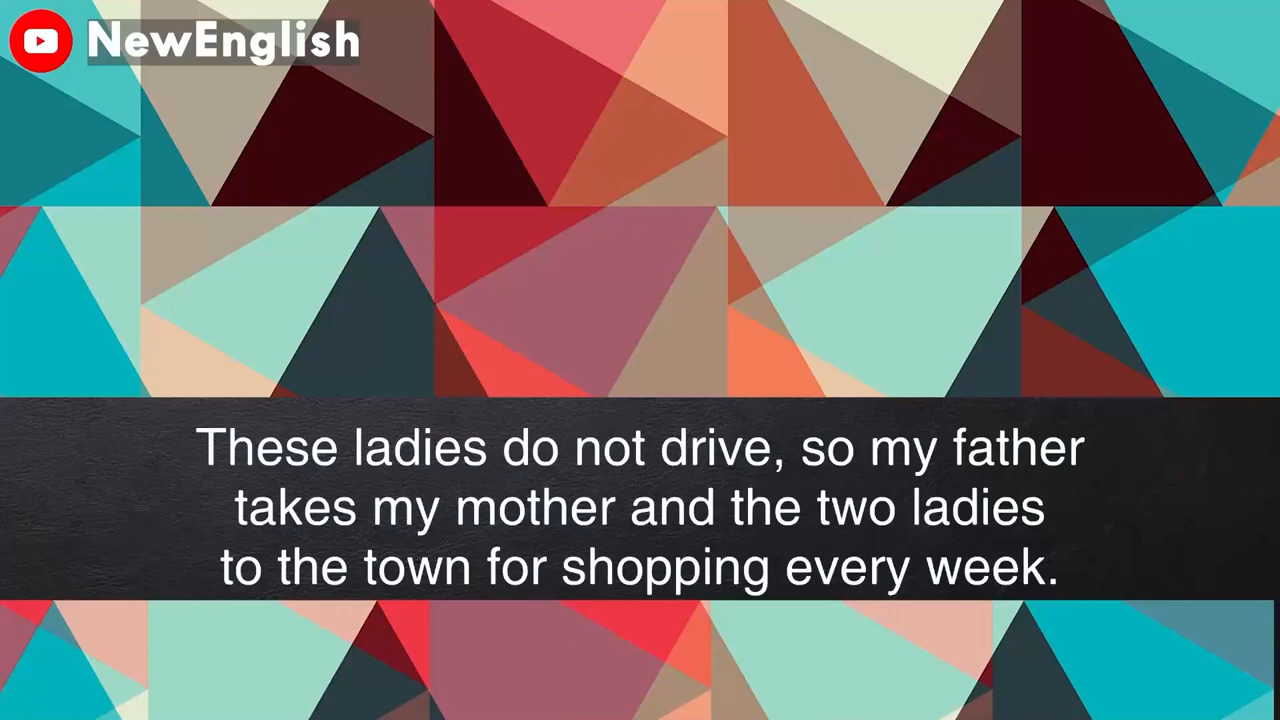 NewEnglish
These ladies do not drive, so my father
takes my mother and the two ladies
to the town for shopping every week.